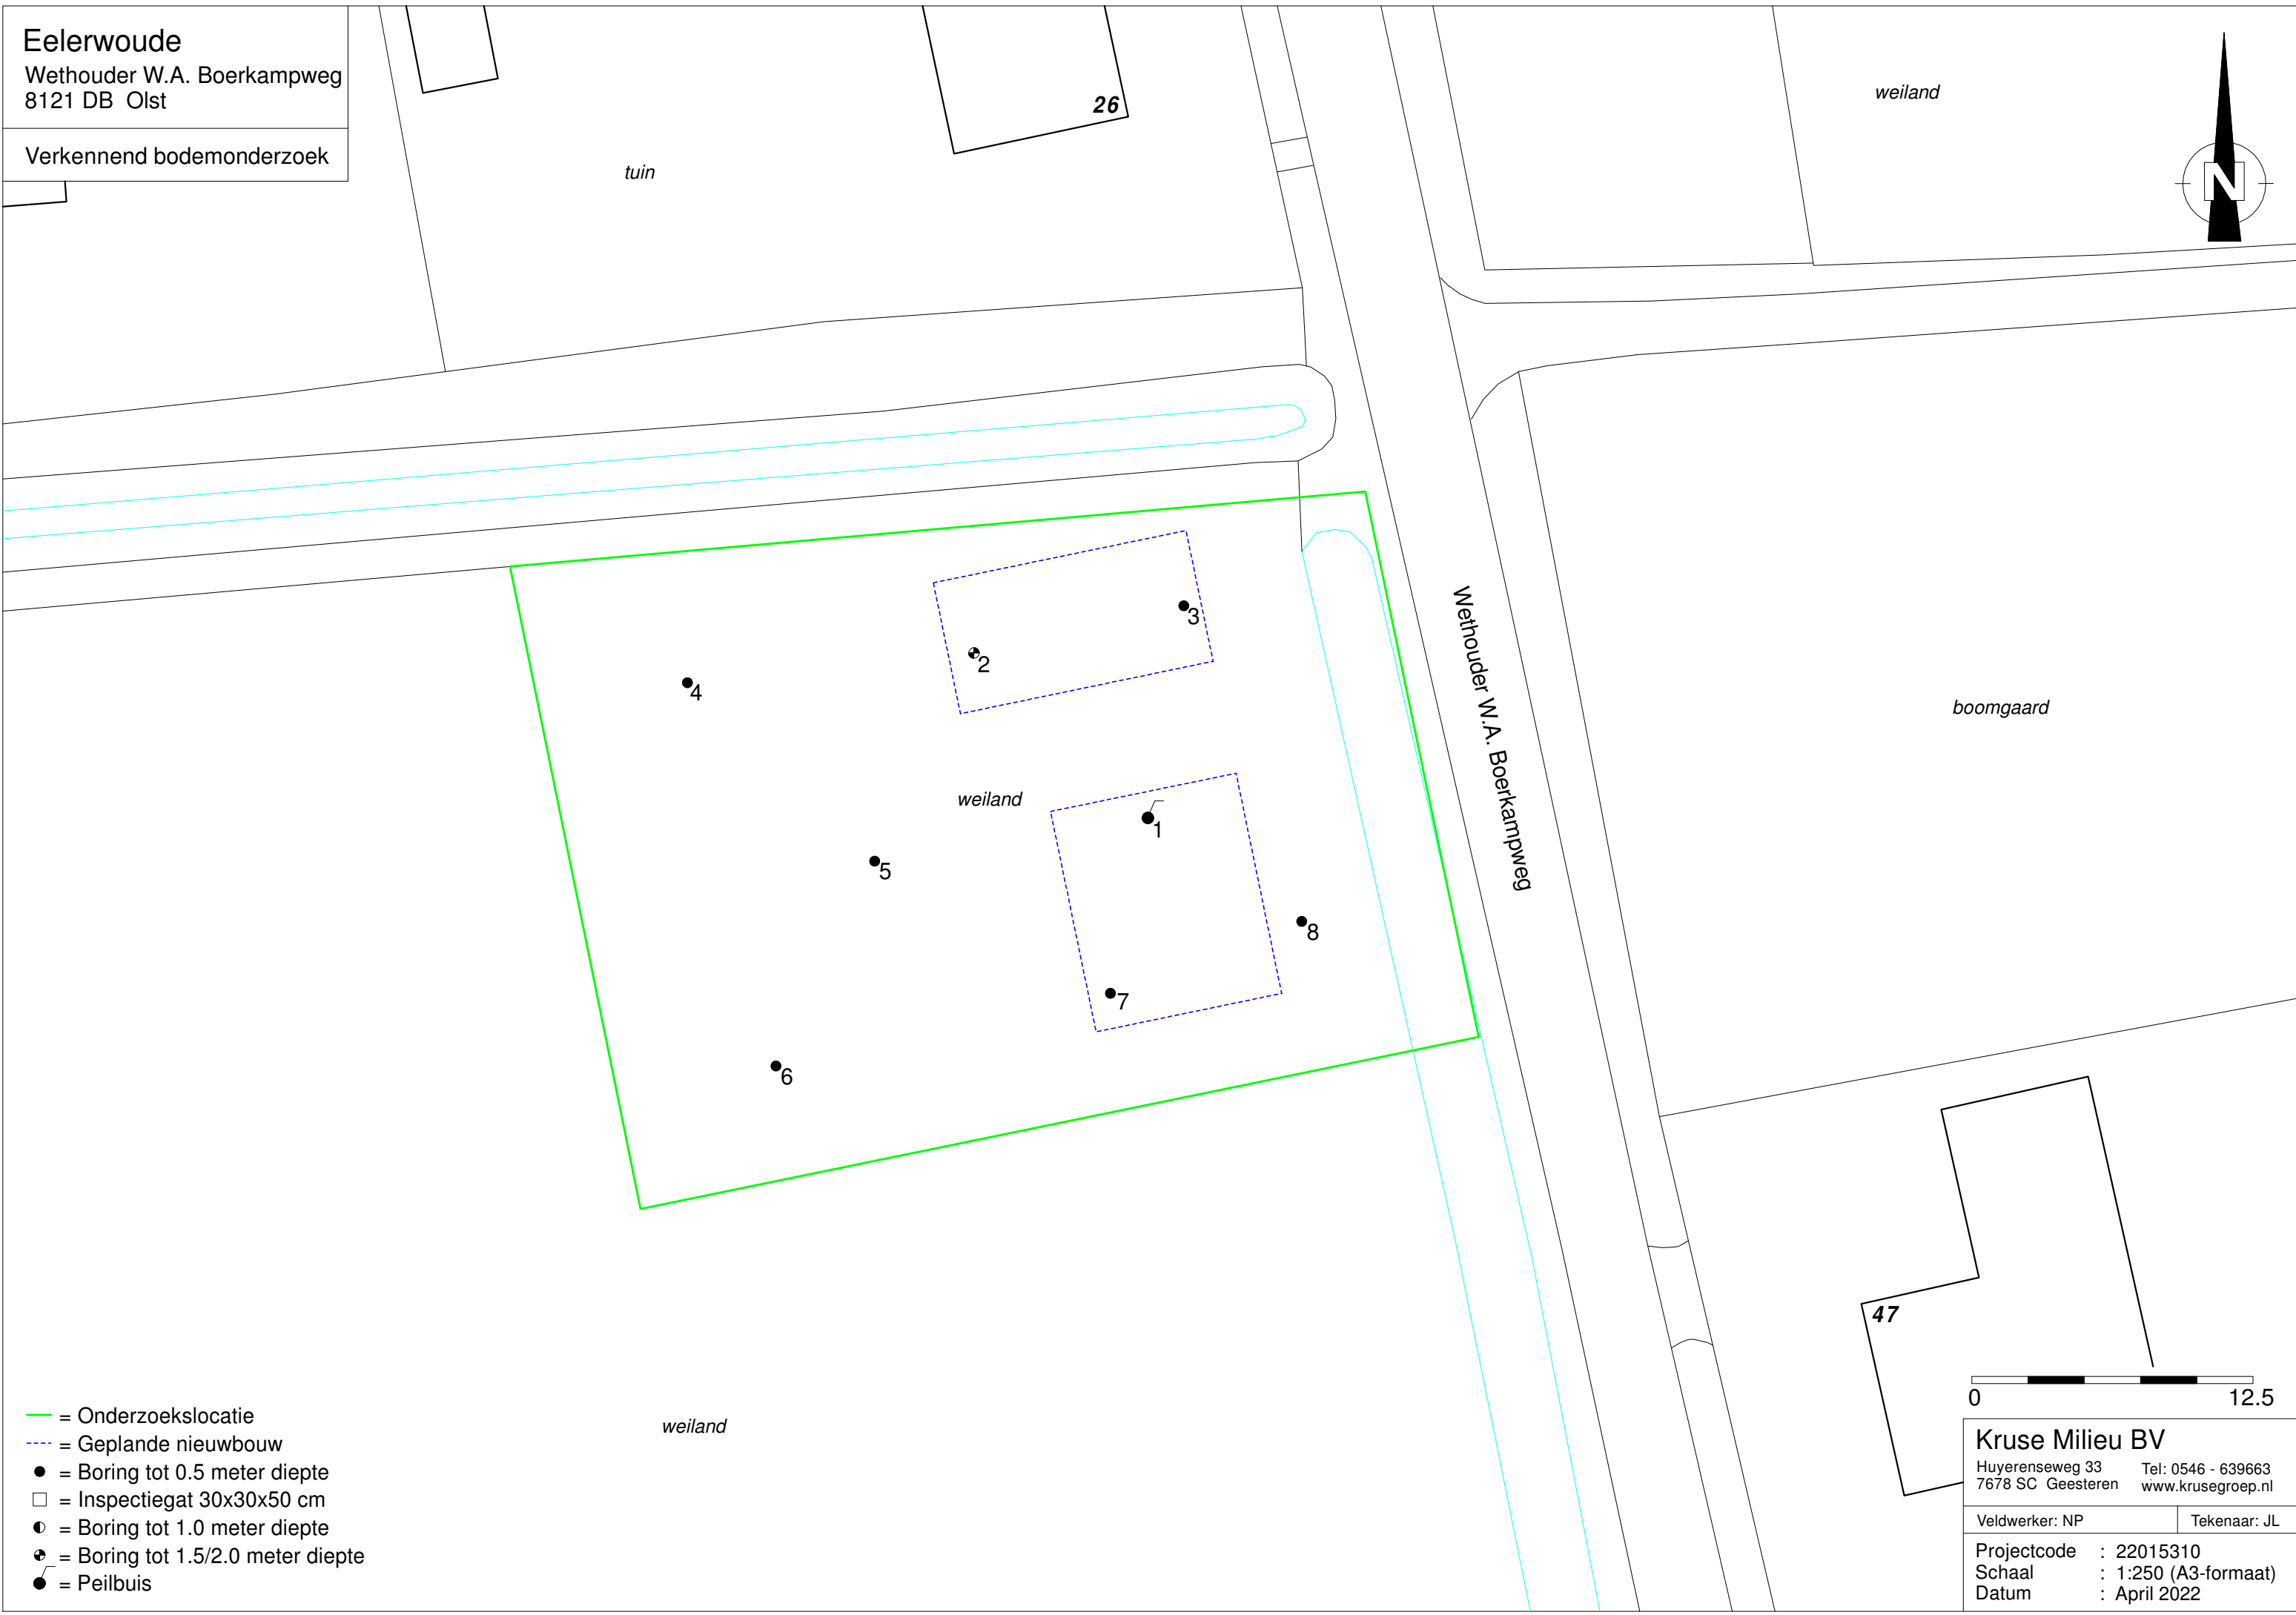 Eelerwoude
Wethouder W.A. Boerkampweg
8121 DB Olst
Verkennend bodemonderzoek
26
tuin
weiland
N
3
2
4
Wethouder W.A. Boerkampweg
boomgaard
weiland
1
5
8
7
6
47
0 12.5
weiland
= Onderzoekslocatie
= Geplande nieuwbouw
= Boring tot 0.5 meter diepte
= Inspectiegat 30x30x50 cm
= Boring tot 1.0 meter diepte
= Boring tot 1.5/2.0 meter diepte
= Peilbuis
Kruse Milieu BV
Huyerenseweg 33 Tel: 0546 - 639663
7678 SC Geesteren www.krusegroep.nl
Veldwerker: NP Tekenaar: JL
Projectcode : 22015310
Schaal : 1:250 (A3-formaat)
Datum : April 2022